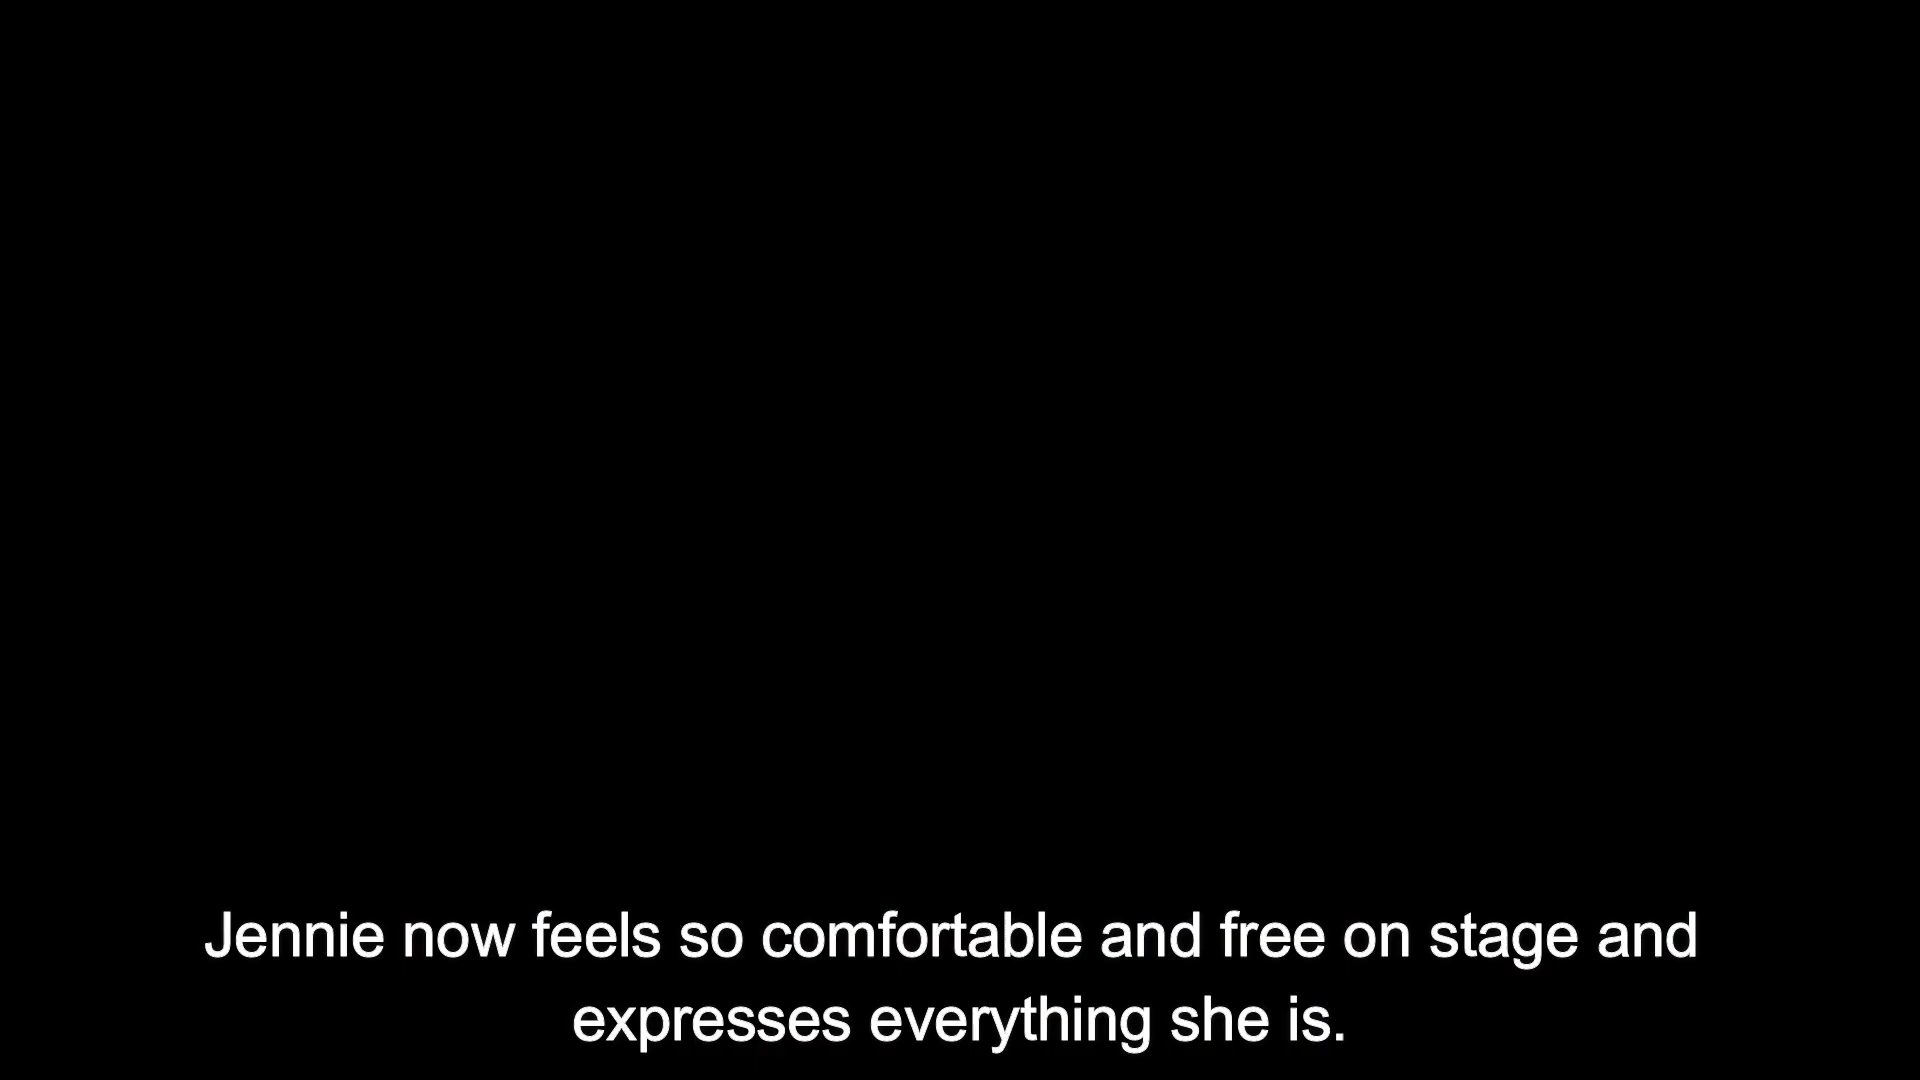 Jennie now feels so comfortable and free on stage and
expresses everything she is.